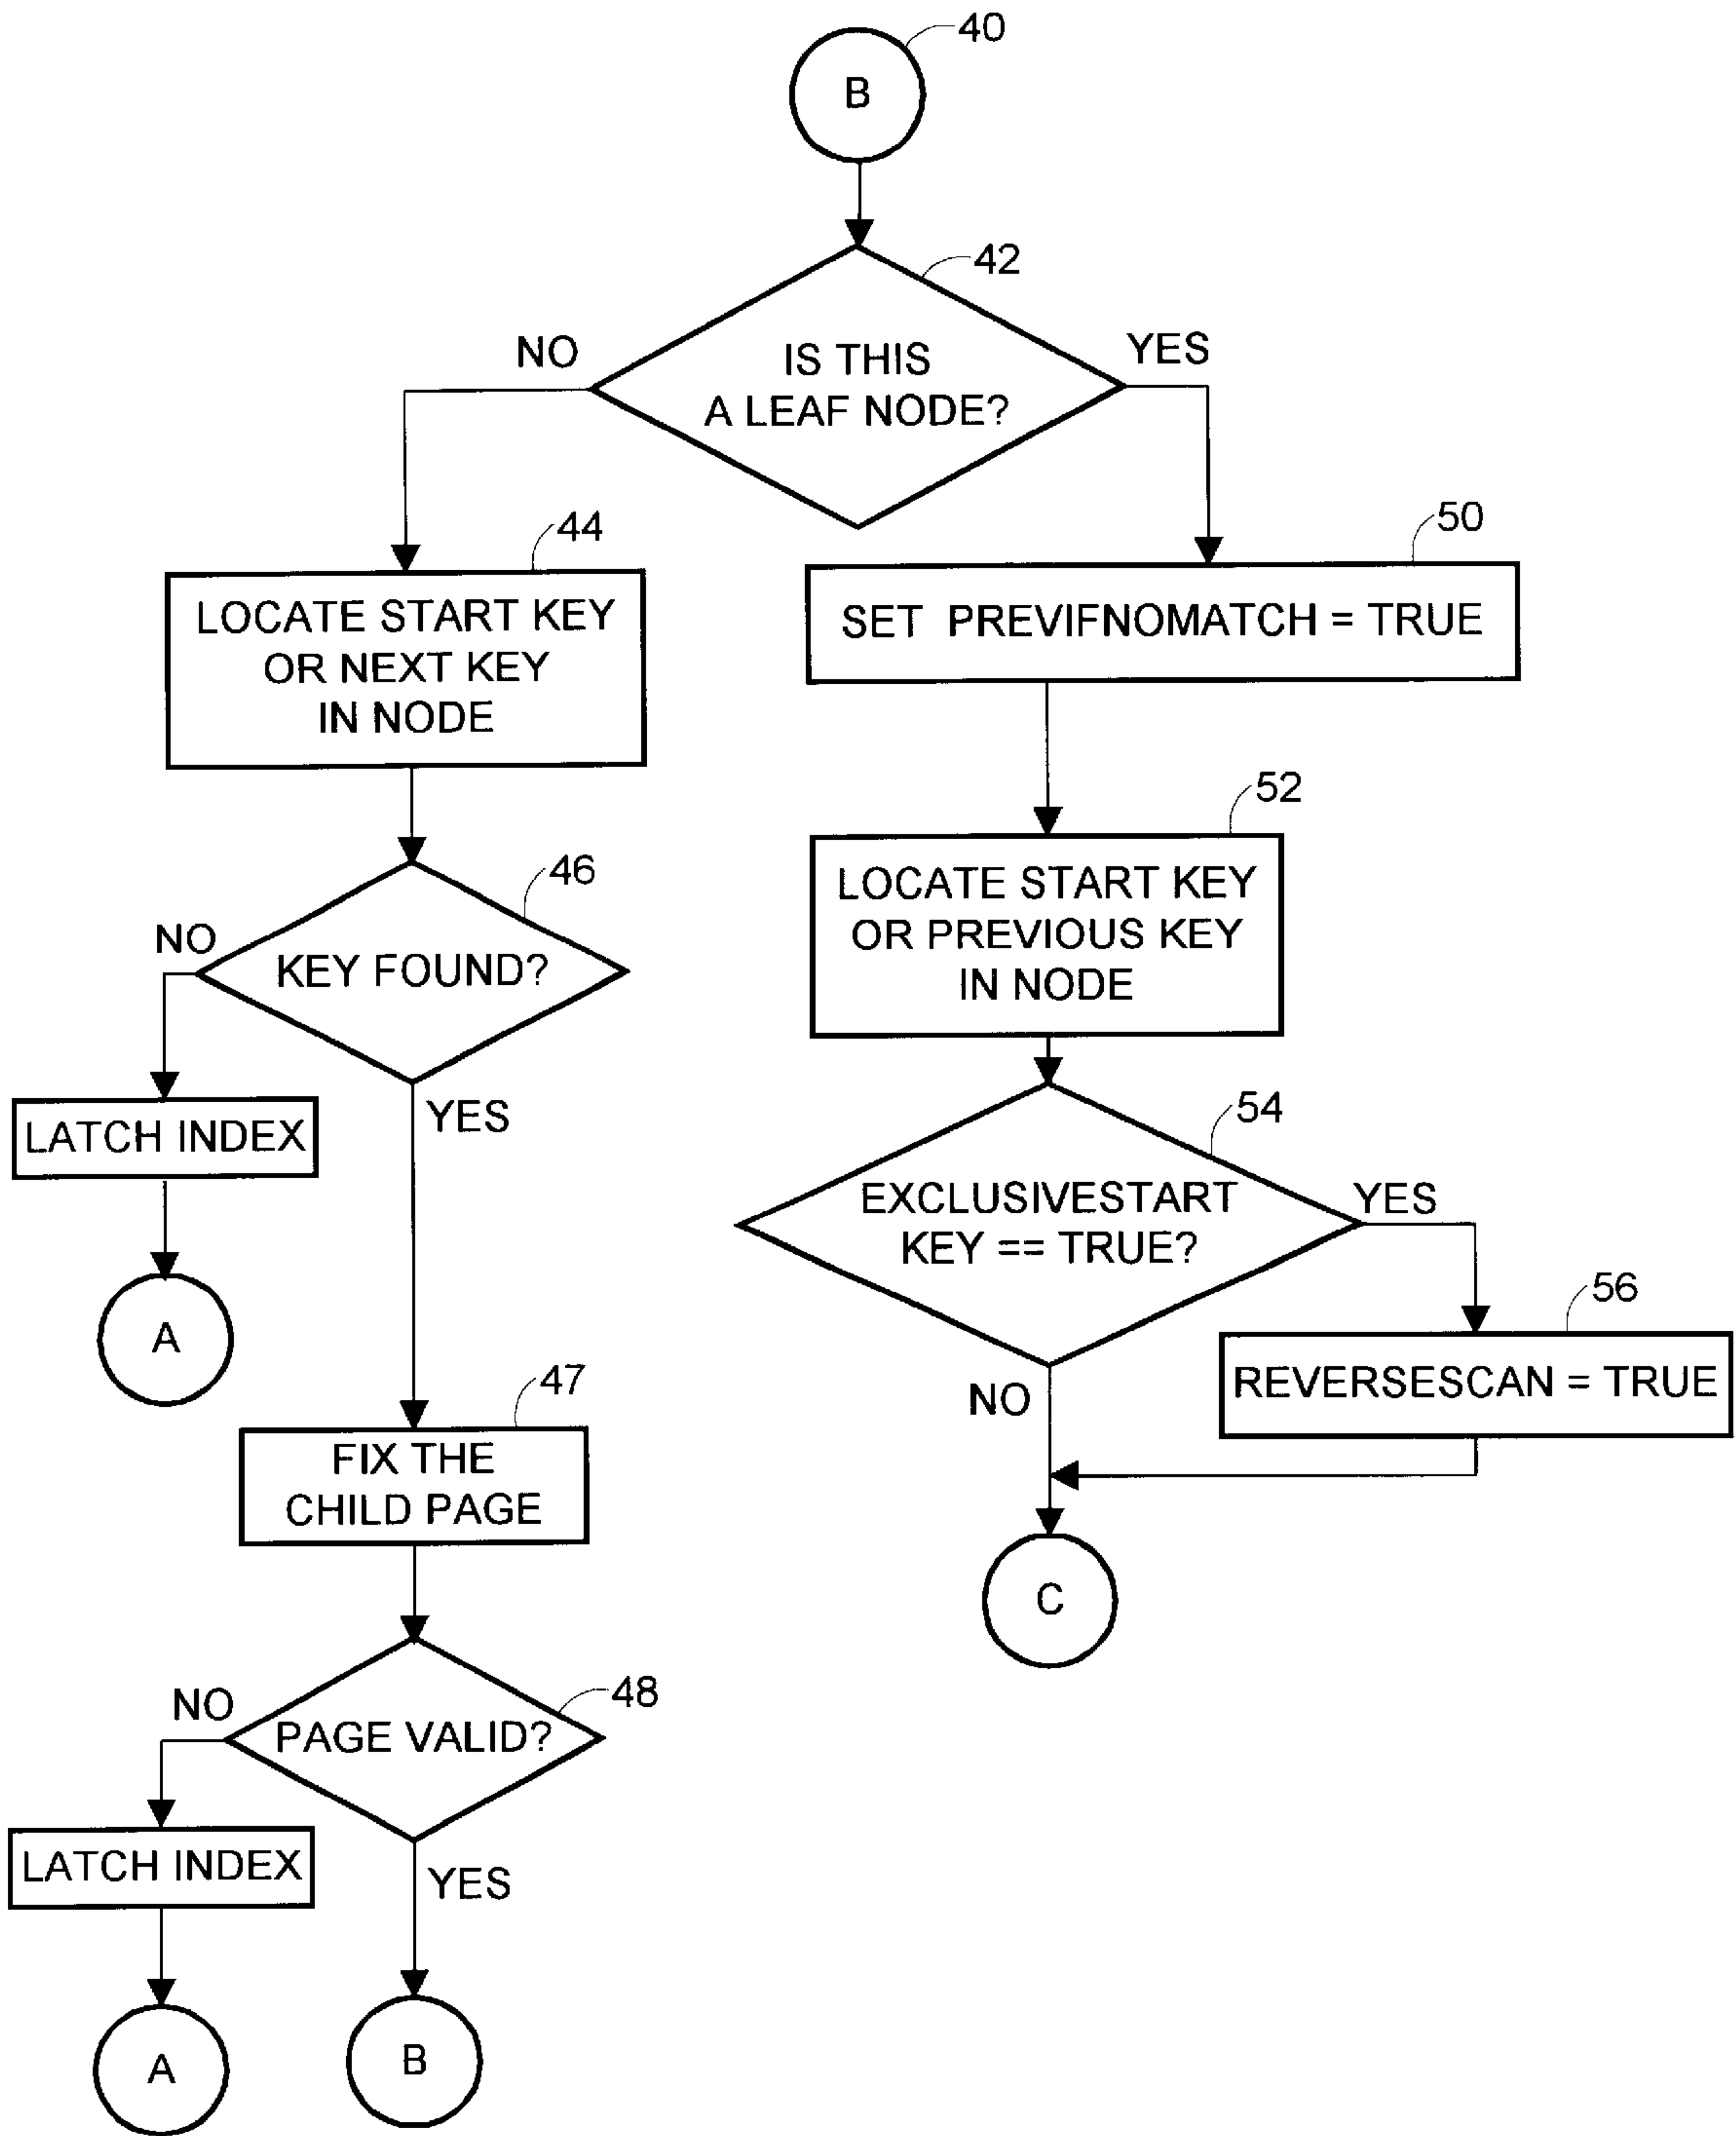 40
B
42
NO
YES
IS THIS
A LEAF NODE?
44
50
LOCATE START KEY
OR NEXT KEY
IN NODE
SET PREVIFNOMATCH = TRUE
52
46
LOCATE START KEY
OR PREVIOUS KEY
IN NODE
NO
KEY FOUND?
YES
LATCH INDEX
54
EXCLUSIVESTART
KEY == TRUE?
YES
A
56
REVERSESCAN = TRUE
NO
47
FIX THE
CHILD PAGE
C
48
NO
PAGE VALID?
YES
LATCH INDEX
A
B